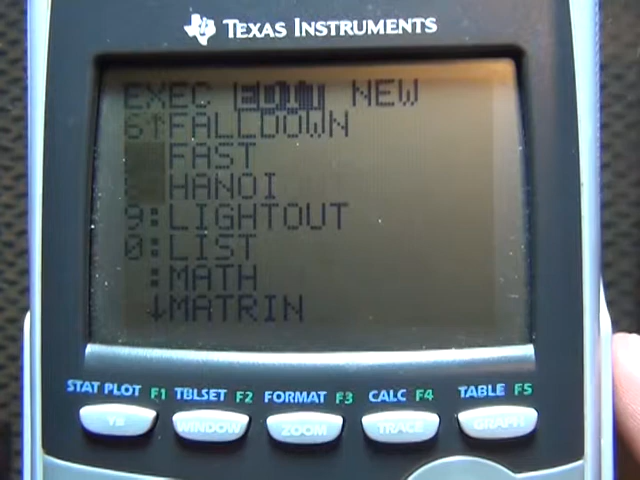 TEXAS INSTRUMENTS
EXEC EDIT NEW
6↑FALLDOWN
FAST
HANOI
9:LIGHTOUT
0:LIST
:MATH
↓MATRIN
STAT PLOT F1 TBLSET F2 FORMAT F3 CALC F4 TABLE F5
Y= WINDOW ZOOM TRACE GRAPH